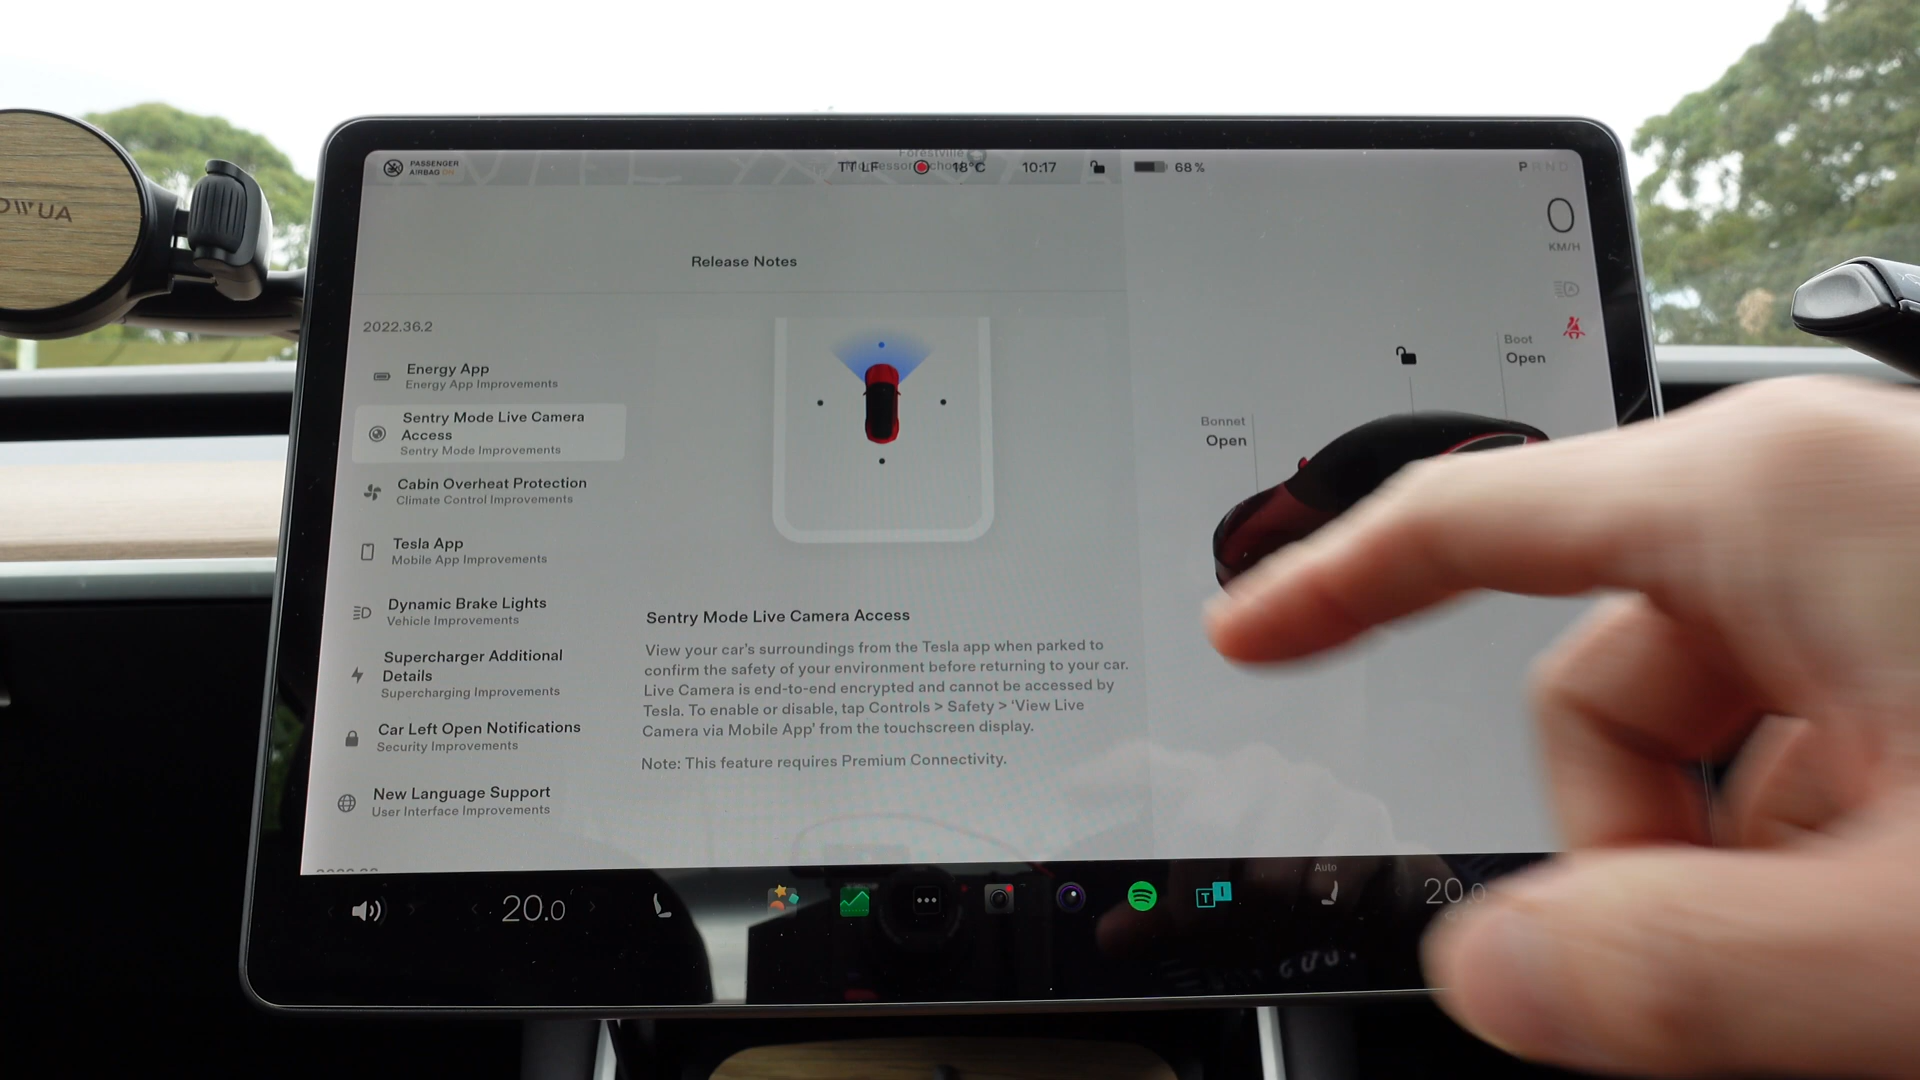 OWUA
PASSENGER
AIRBAG ON
Forestville
TT LF
18°C
10:17
68 %
P R N D
0
KM/H
Release Notes
2022.36.2
Energy App
Energy App Improvements
Sentry Mode Live Camera
Access
Sentry Mode Improvements
Cabin Overheat Protection
Climate Control Improvements
Tesla App
Mobile App Improvements
Dynamic Brake Lights
Vehicle Improvements
Supercharger Additional
Details
Supercharging Improvements
Car Left Open Notifications
Security Improvements
New Language Support
User Interface Improvements
Sentry Mode Live Camera Access
View your car's surroundings from the Tesla app when parked to
confirm the safety of your environment before returning to your car.
Live Camera is end-to-end encrypted and cannot be accessed by
Tesla. To enable or disable, tap Controls > Safety > 'View Live
Camera via Mobile App' from the touchscreen display.
Note: This feature requires Premium Connectivity.
Boot
Open
Bonnet
Open
20.0
T I
Auto
20.0